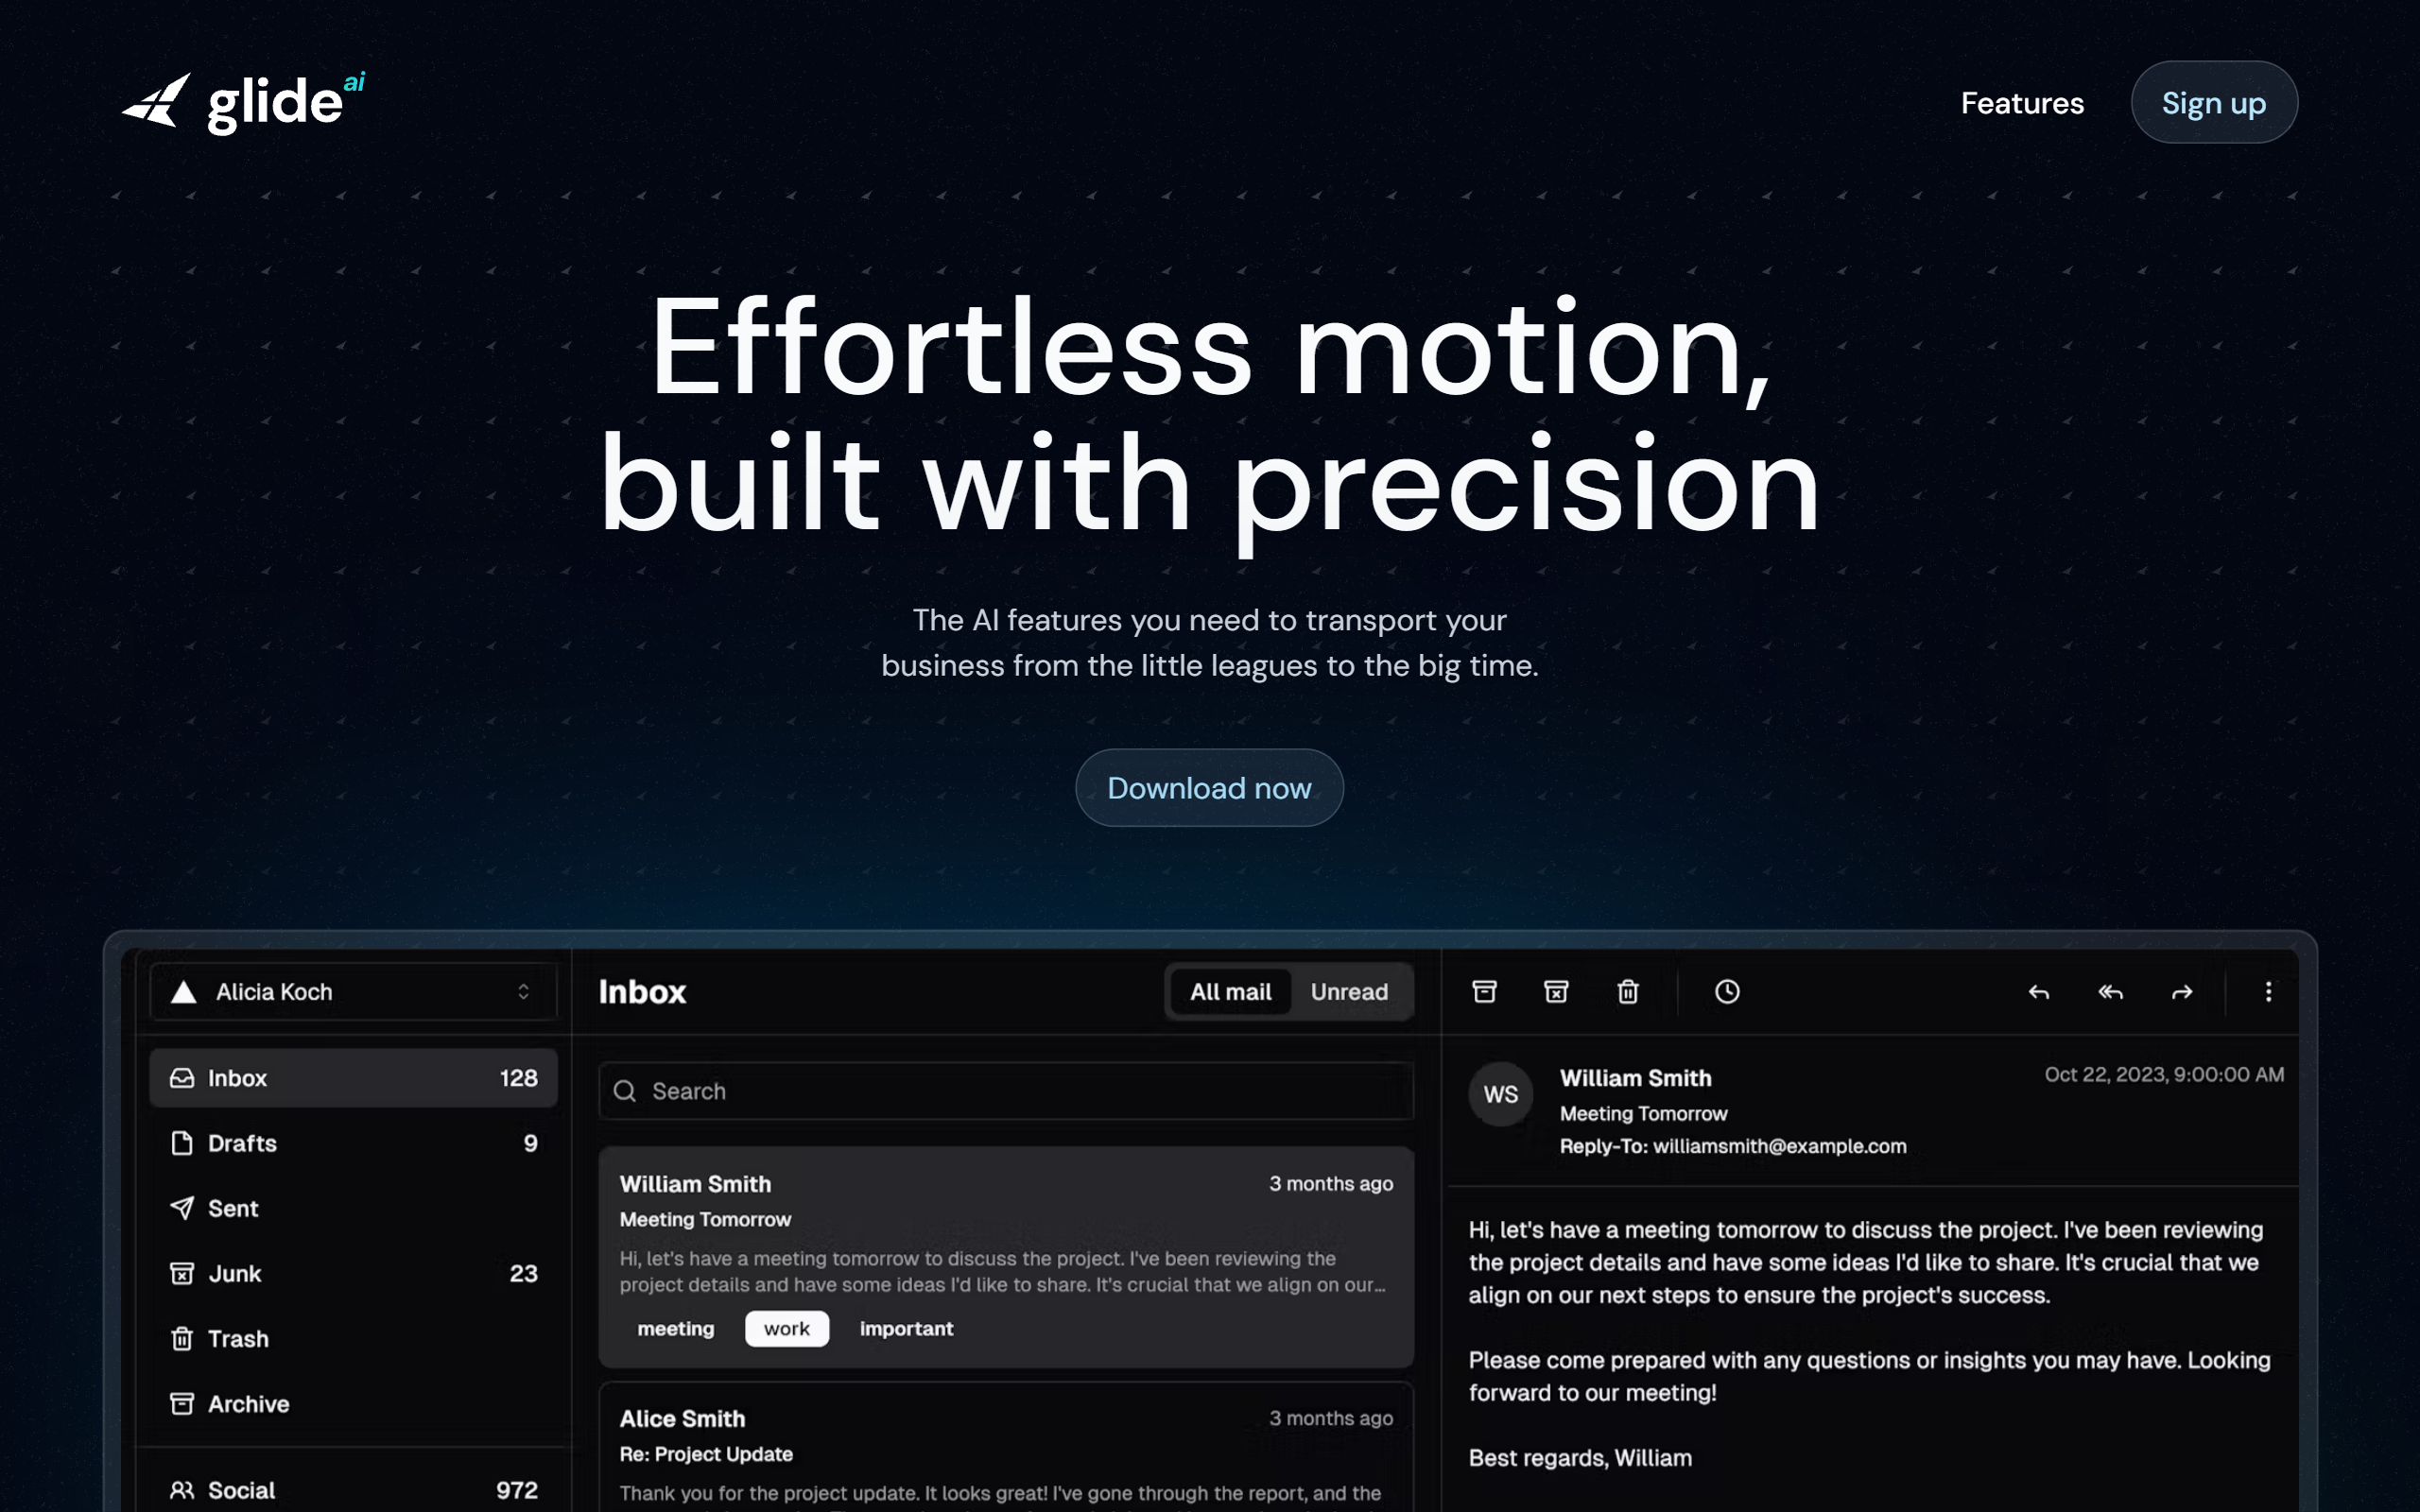 glide ai
Features
Sign up
Effortless motion,
built with precision
The AI features you need to transport your
business from the little leagues to the big time.
Download now
Alicia Koch
Inbox 128
Drafts 9
Sent
Junk 23
Trash
Archive
Social 972
Inbox
All mail
Unread
Search
William Smith
3 months ago
Meeting Tomorrow
Hi, let's have a meeting tomorrow to discuss the project. I've been reviewing the
project details and have some ideas I'd like to share. It's crucial that we align on our...
meeting work important
Alice Smith
3 months ago
Re: Project Update
Thank you for the project update. It looks great! I've gone through the report, and the
WS
William Smith
Oct 22, 2023, 9:00:00 AM
Meeting Tomorrow
Reply-To: williamsmith@example.com
Hi, let's have a meeting tomorrow to discuss the project. I've been reviewing
the project details and have some ideas I'd like to share. It's crucial that we
align on our next steps to ensure the project's success.
Please come prepared with any questions or insights you may have. Looking
forward to our meeting!
Best regards, William